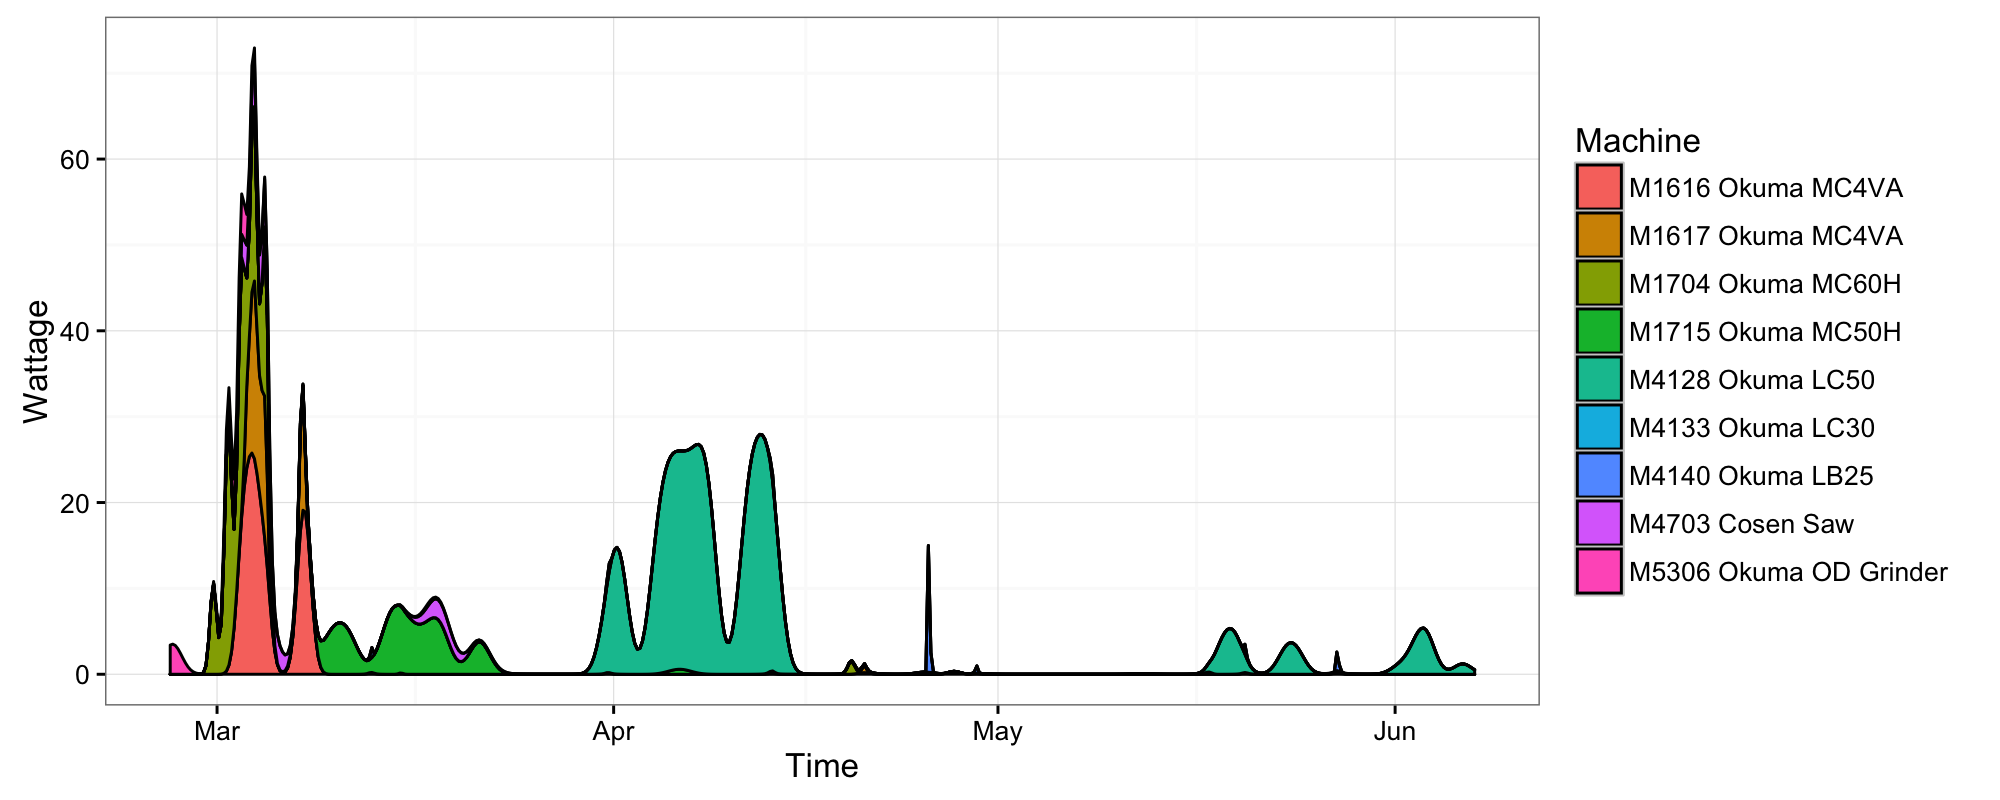 Wattage
60
40
20
0
Mar
Apr
May
Jun
Time
Machine
M1616 Okuma MC4VA
M1617 Okuma MC4VA
M1704 Okuma MC60H
M1715 Okuma MC50H
M4128 Okuma LC50
M4133 Okuma LC30
M4140 Okuma LB25
M4703 Cosen Saw
M5306 Okuma OD Grinder